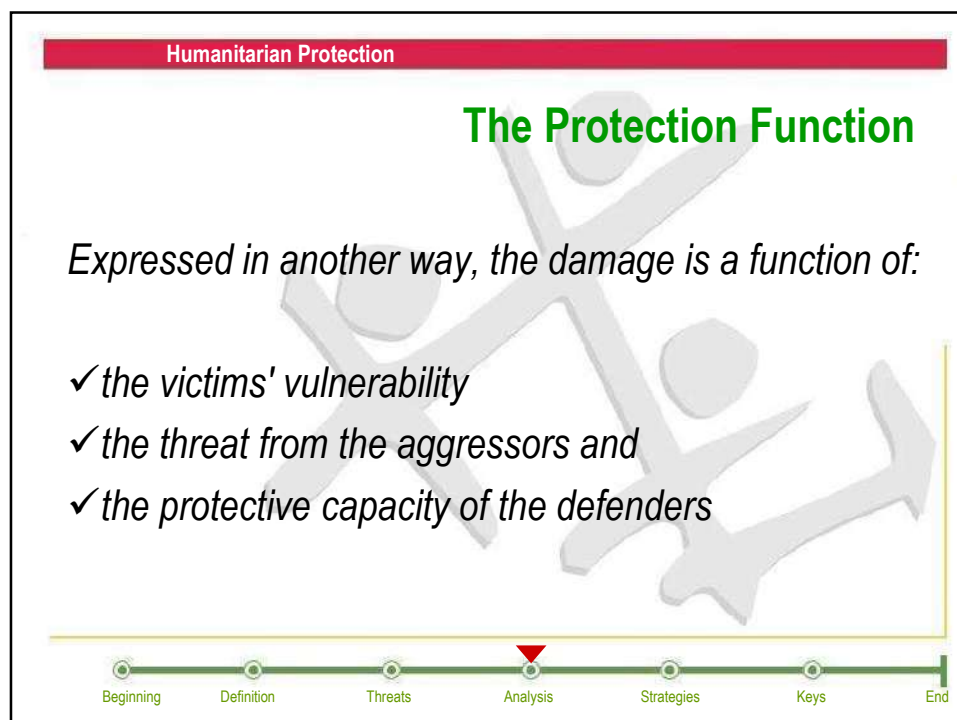 Humanitarian Protection
The Protection Function
Expressed in another way, the damage is a function of:
✓the victims' vulnerability
✓the threat from the aggressors and
✓the protective capacity of the defenders
Beginning Definition Threats Analysis Strategies Keys End